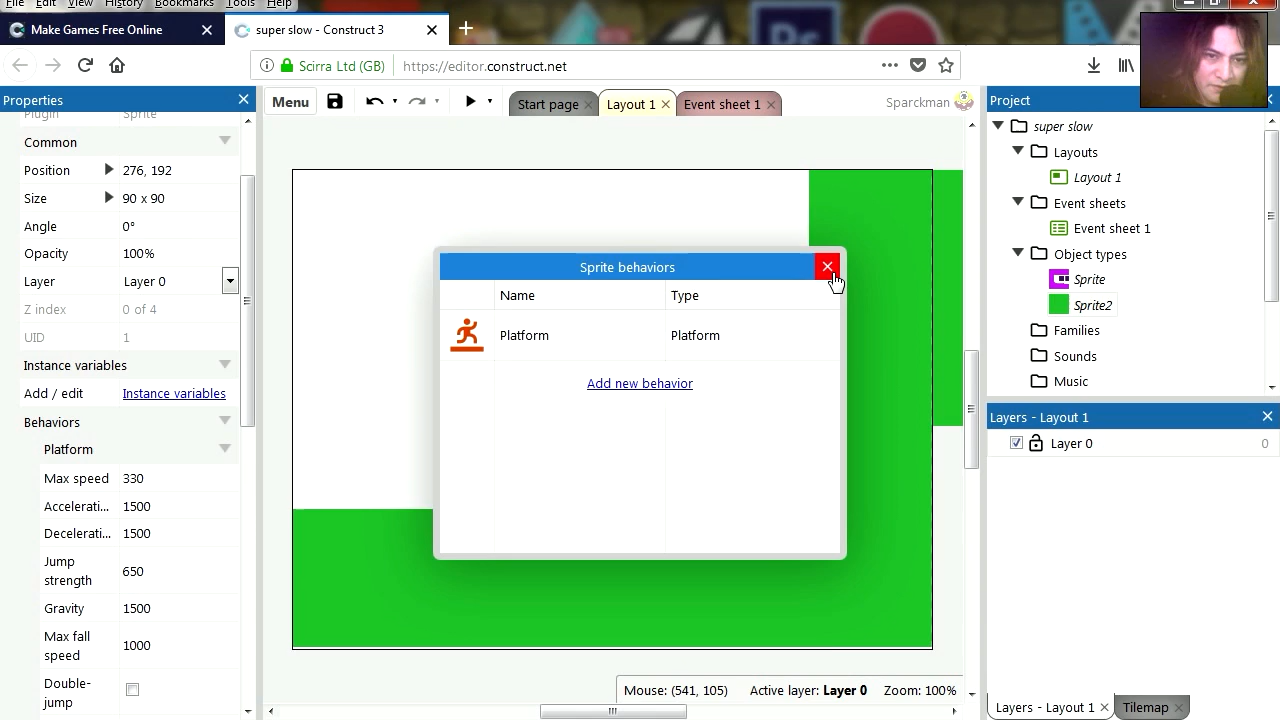 File Edit View History Bookmarks Tools Help
Make Games Free Online
super slow - Construct 3
Scirra Ltd (GB) https://editor.construct.net
Ps
Properties
Menu
Start page
Layout 1
Event sheet 1
Sparckman
Project
Plugin Sprite
Common
Position 276, 192
Size 90 x 90
Angle 0°
Opacity 100%
Layer Layer 0
Z index 0 of 4
UID 1
Instance variables
Add / edit Instance variables
Behaviors
Platform
Max speed 330
Accelerati... 1500
Decelerati... 1500
Jump strength 650
Gravity 1500
Max fall speed 1000
Double-jump
Sprite behaviors
Name Type
Platform Platform
Add new behavior
Mouse: (541, 105) Active layer: Layer 0 Zoom: 100%
super slow
Layouts
Layout 1
Event sheets
Event sheet 1
Object types
Sprite
Sprite2
Families
Sounds
Music
Layers - Layout 1
Layer 0 0
Layers - Layout 1 Tilemap